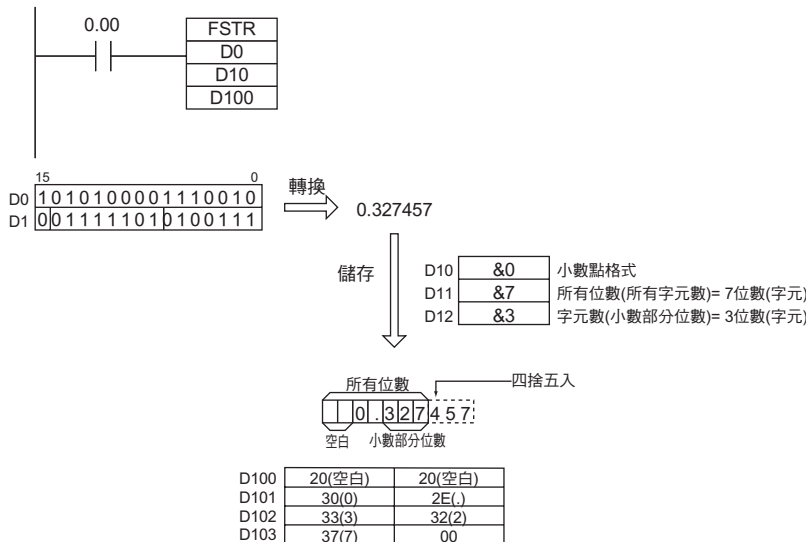 0.00
FSTR
D0
D10
D100
15 0
D0 1010100001110010
D1 0011111010100111
轉換
0.327457
儲存
D10 &0 小數點格式
D11 &7 所有位數(所有字元數)= 7位數(字元)
D12 &3 字元數(小數部分位數)= 3位數(字元)
所有位數
四捨五入
0.327457
空白 小數部分位數
D100 20(空白) 20(空白)
D101 30(0) 2E(.)
D102 33(3) 32(2)
D103 37(7) 00